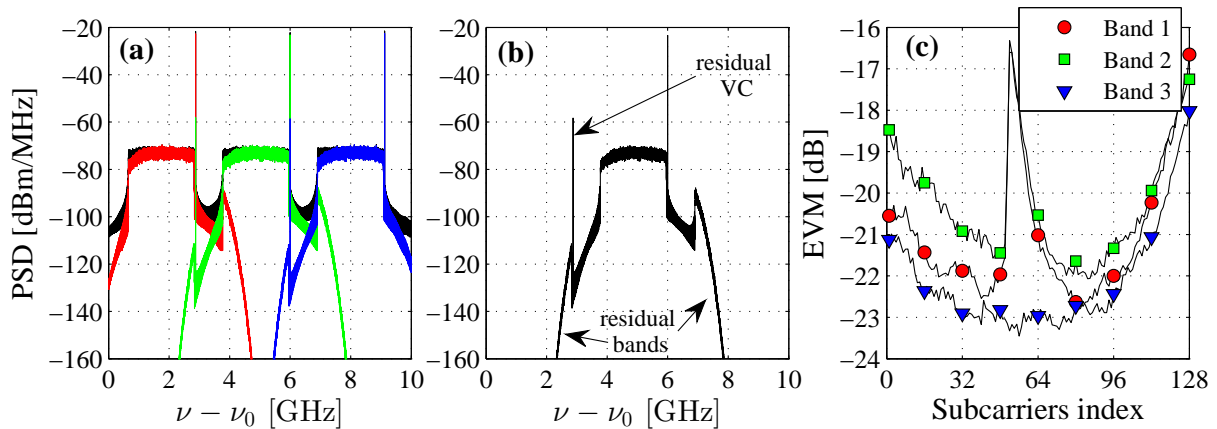 (a)
PSD [dBm/MHz]
−20
−40
−60
−80
−100
−120
−140
−160
0 2 4 6 8 10
ν − ν0 [GHz]
(b)
residual
VC
residual
bands
−20
−40
−60
−80
−100
−120
−140
−160
0 2 4 6 8 10
ν − ν0 [GHz]
(c)
Band 1
Band 2
Band 3
EVM [dB]
−16
−17
−18
−19
−20
−21
−22
−23
−24
0 32 64 96 128
Subcarriers index